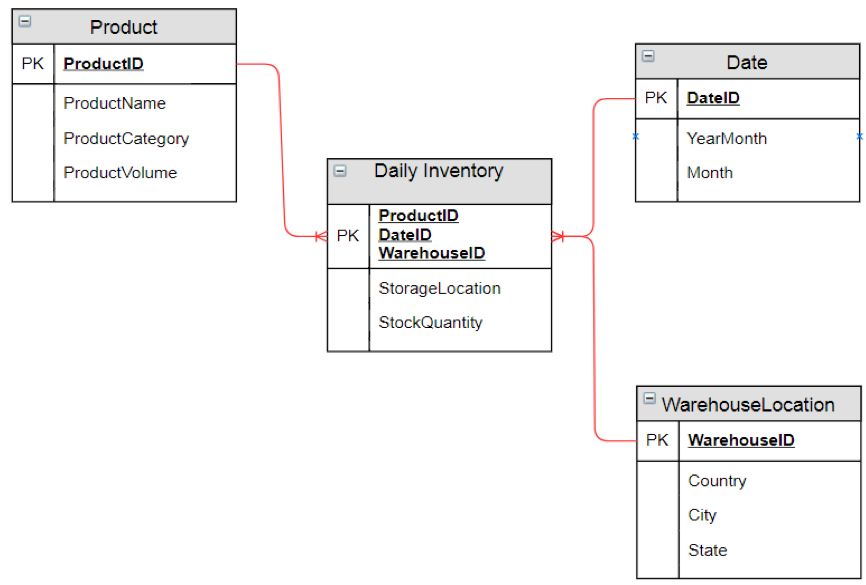 Product
PK ProductID
ProductName
ProductCategory
ProductVolume
Daily Inventory
PK
ProductID
DateID
WarehouseID
StorageLocation
StockQuantity
Date
PK DateID
YearMonth
Month
WarehouseLocation
PK WarehouseID
Country
City
State